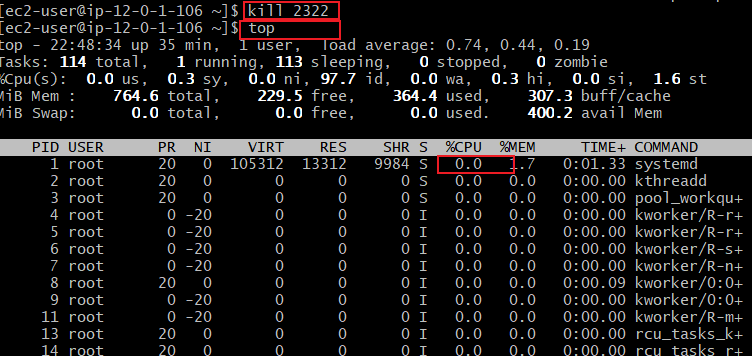 [ec2-user@ip-12-0-1-106 ~]$ kill 2322
[ec2-user@ip-12-0-1-106 ~]$ top
top - 22:48:34 up 35 min,  1 user,  load average: 0.74, 0.44, 0.19
Tasks: 114 total,   1 running, 113 sleeping,   0 stopped,   0 zombie
%Cpu(s):  0.0 us,  0.3 sy,  0.0 ni, 97.7 id,  0.0 wa,  0.3 hi,  0.0 si,  1.6 st
MiB Mem :    764.6 total,    229.5 free,    364.4 used,    307.3 buff/cache
MiB Swap:      0.0 total,      0.0 free,      0.0 used.    400.2 avail Mem
PID USER      PR  NI    VIRT    RES    SHR S  %CPU  %MEM     TIME+ COMMAND
1 root      20   0  105312  13312   9984 S   0.0   1.7   0:01.33 systemd
2 root      20   0       0      0      0 S   0.0   0.0   0:00.00 kthreadd
3 root      20   0       0      0      0 S   0.0   0.0   0:00.00 pool_workqu+
4 root       0 -20       0      0      0 I   0.0   0.0   0:00.00 kworker/R-r+
5 root       0 -20       0      0      0 I   0.0   0.0   0:00.00 kworker/R-r+
6 root       0 -20       0      0      0 I   0.0   0.0   0:00.00 kworker/R-s+
7 root       0 -20       0      0      0 I   0.0   0.0   0:00.00 kworker/R-n+
8 root      20   0       0      0      0 I   0.0   0.0   0:00.09 kworker/0:0+
9 root       0 -20       0      0      0 I   0.0   0.0   0:00.00 kworker/0:0+
11 root       0 -20       0      0      0 I   0.0   0.0   0:00.00 kworker/R-m+
13 root      20   0       0      0      0 I   0.0   0.0   0:00.00 rcu_tasks_k+
14 root      20   0       0      0      0 I   0.0   0.0   0:00.00 rcu_tasks_r+